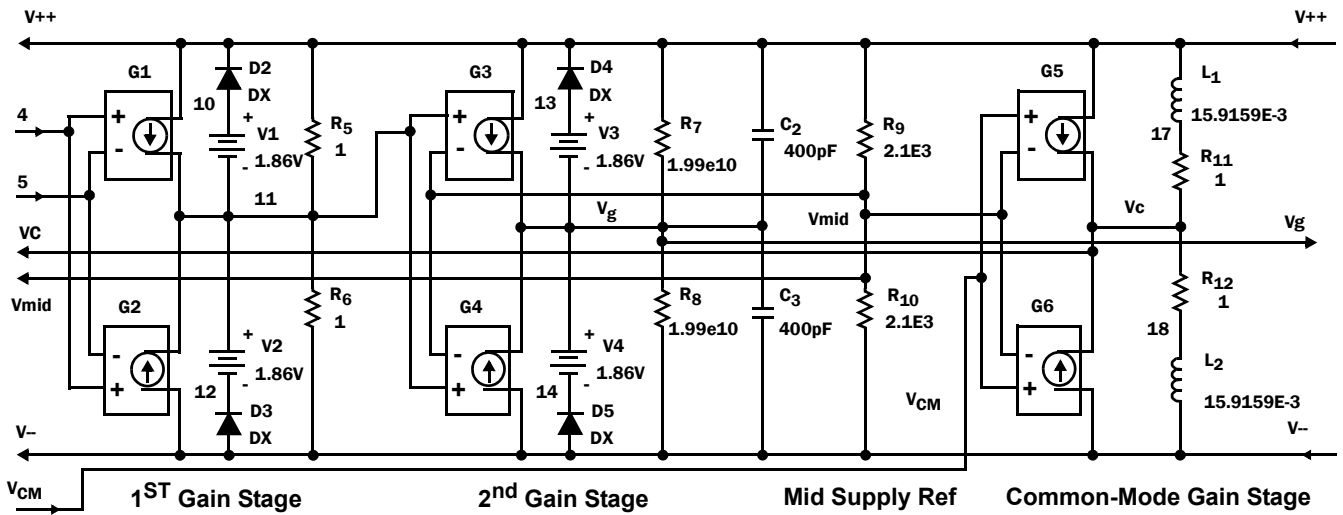 V++
V++
G1
D2
DX
10
+
V1
1.86V
-
R5
1
4
+
-
5
11
VC
Vmid
G2
-
+
R6
1
+
V2
1.86V
-
12
D3
DX
V--
VCM
1ST Gain Stage
G3
+
-
D4
DX
13
+
V3
1.86V
-
R7
1.99e10
C2
400pF
R9
2.1E3
Vg
Vmid
G4
-
+
+
V4
1.86V
-
14
D5
DX
R8
1.99e10
C3
400pF
R10
2.1E3
2nd Gain Stage
Mid Supply Ref
G5
+
-
L1
15.9159E-3
17
R11
1
Vc
Vg
R12
1
18
G6
-
+
L2
15.9159E-3
VCM
V--
Common-Mode Gain Stage